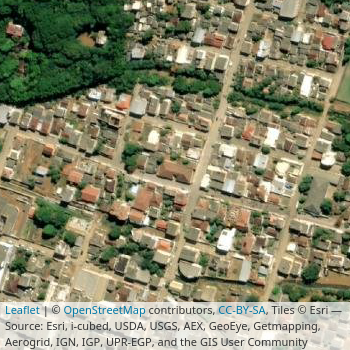 Leaflet | © OpenStreetMap contributors, CC-BY-SA, Tiles © Esri —
Source: Esri, i-cubed, USDA, USGS, AEX, GeoEye, Getmapping,
Aerogrid, IGN, IGP, UPR-EGP, and the GIS User Community